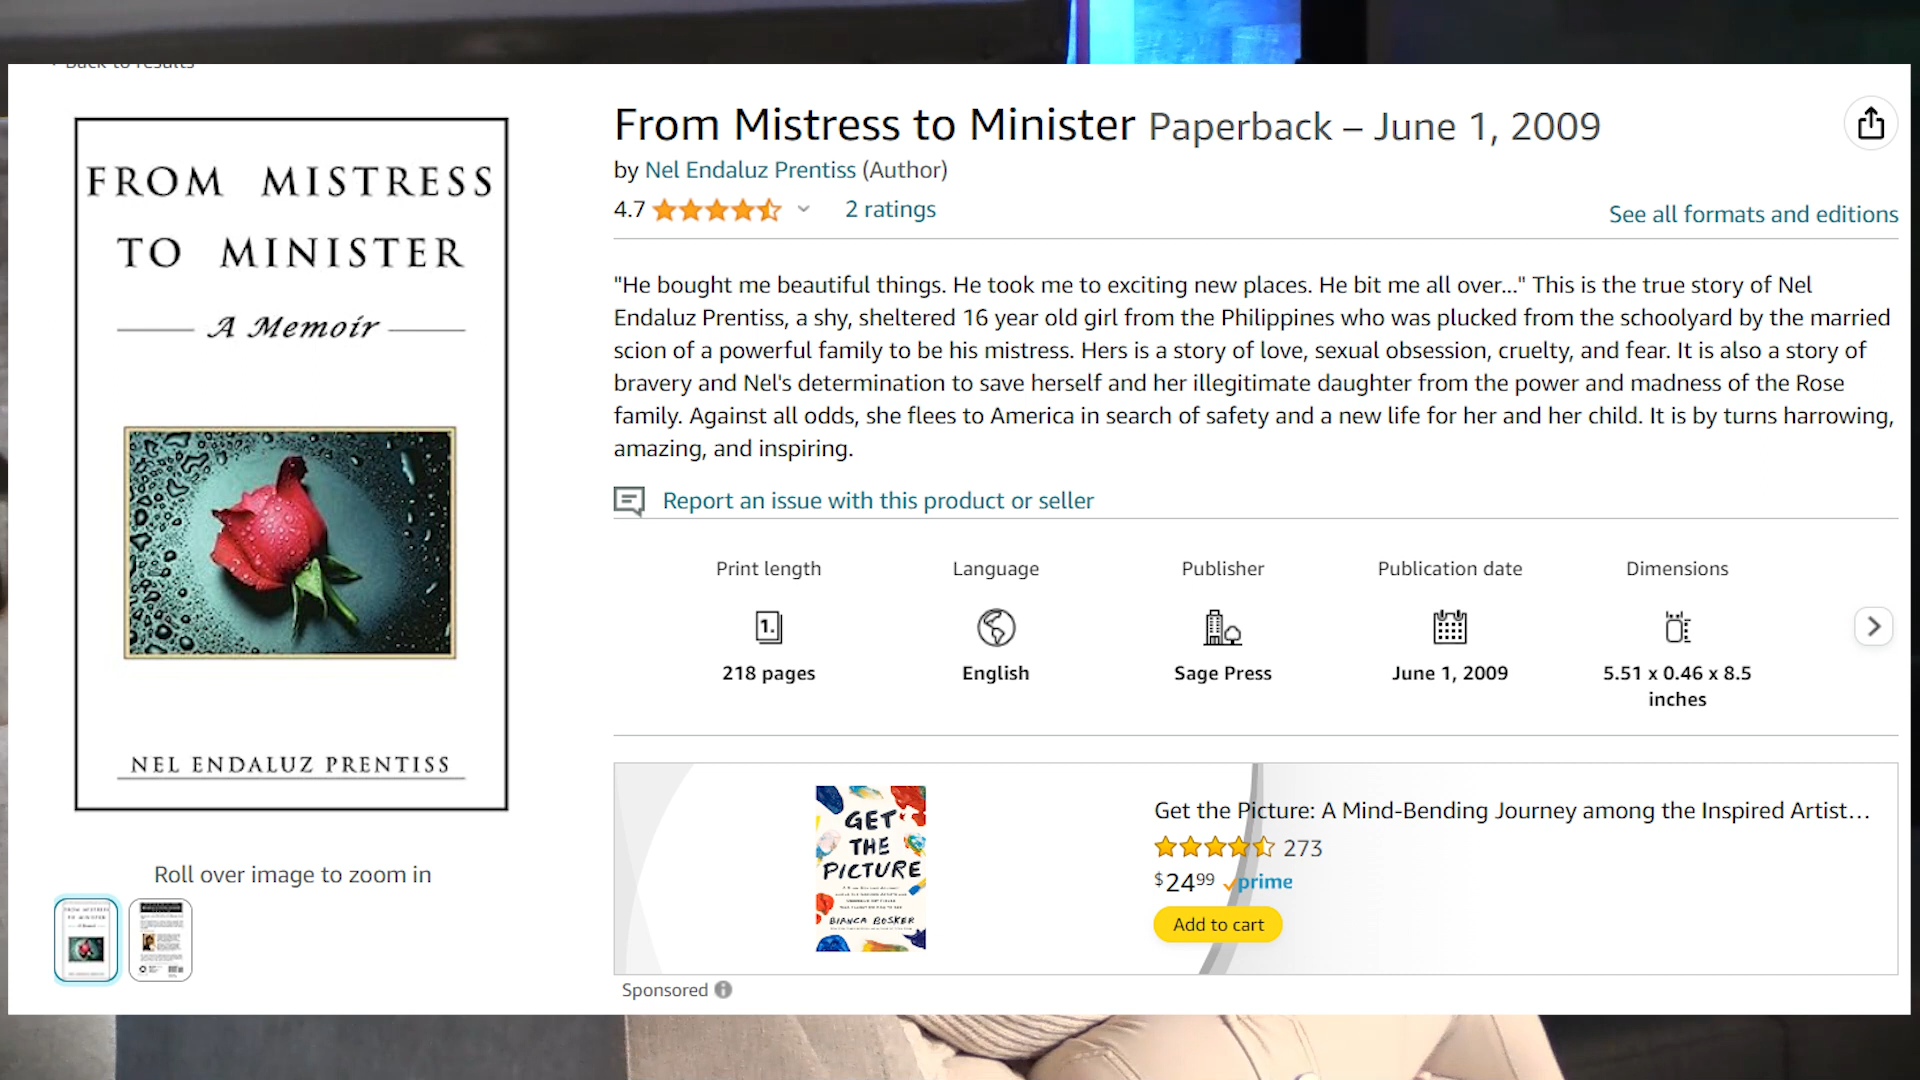 Back to results
FROM MISTRESS
TO MINISTER
A Memoir
NEL ENDALUZ PRENTISS
Roll over image to zoom in
From Mistress to Minister Paperback – June 1, 2009
by Nel Endaluz Prentiss (Author)
4.7
2 ratings
See all formats and editions
"He bought me beautiful things. He took me to exciting new places. He bit me all over..." This is the true story of Nel
Endaluz Prentiss, a shy, sheltered 16 year old girl from the Philippines who was plucked from the schoolyard by the married
scion of a powerful family to be his mistress. Hers is a story of love, sexual obsession, cruelty, and fear. It is also a story of
bravery and Nel's determination to save herself and her illegitimate daughter from the power and madness of the Rose
family. Against all odds, she flees to America in search of safety and a new life for her and her child. It is by turns harrowing,
amazing, and inspiring.
Report an issue with this product or seller
Print length
1.
218 pages
Language
English
Publisher
Sage Press
Publication date
June 1, 2009
Dimensions
5.51 x 0.46 x 8.5
inches
GET
THE
PICTURE
BIANCA BOSKER
Get the Picture: A Mind-Bending Journey among the Inspired Artist...
273
$2499 prime
Add to cart
Sponsored